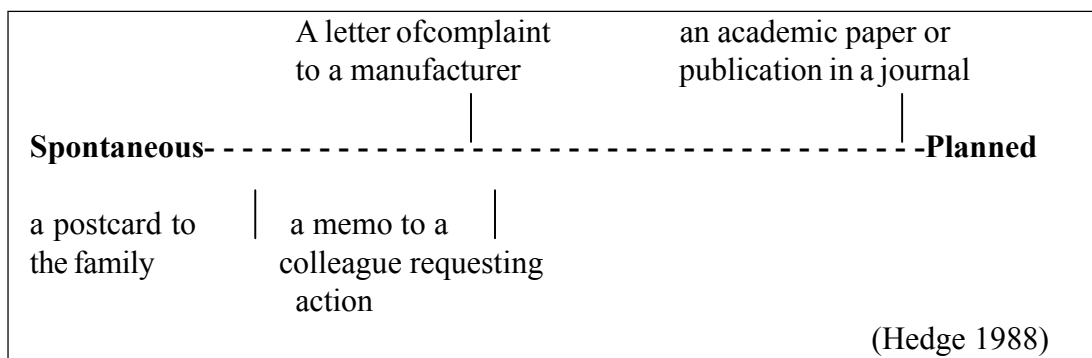 A letter ofcomplaint
to a manufacturer
an academic paper or
publication in a journal
Spontaneous- - - - - - - - - - - - - - - - - - - - - - - - - - - - - - - - - - - - - -Planned
a postcard to
the family
a memo to a
colleague requesting
action
(Hedge 1988)